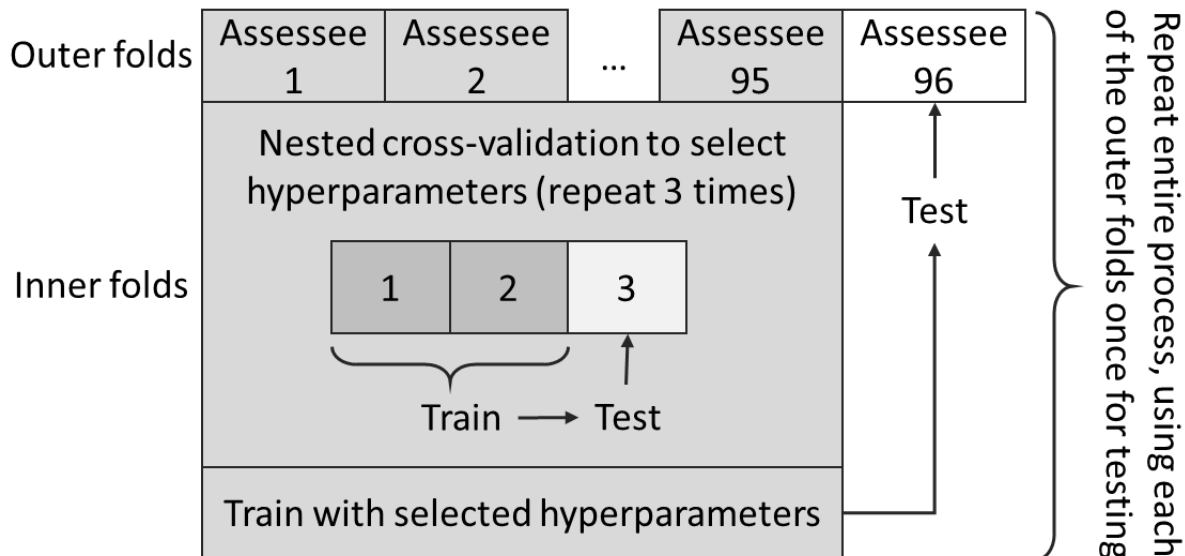 Outer folds
Assessee
1
Assessee
2
...
Assessee
95
Assessee
96
Nested cross-validation to select
hyperparameters (repeat 3 times)
Inner folds
1
2
3
Train
Test
Test
Train with selected hyperparameters
Repeat entire process, using each
of the outer folds once for testing